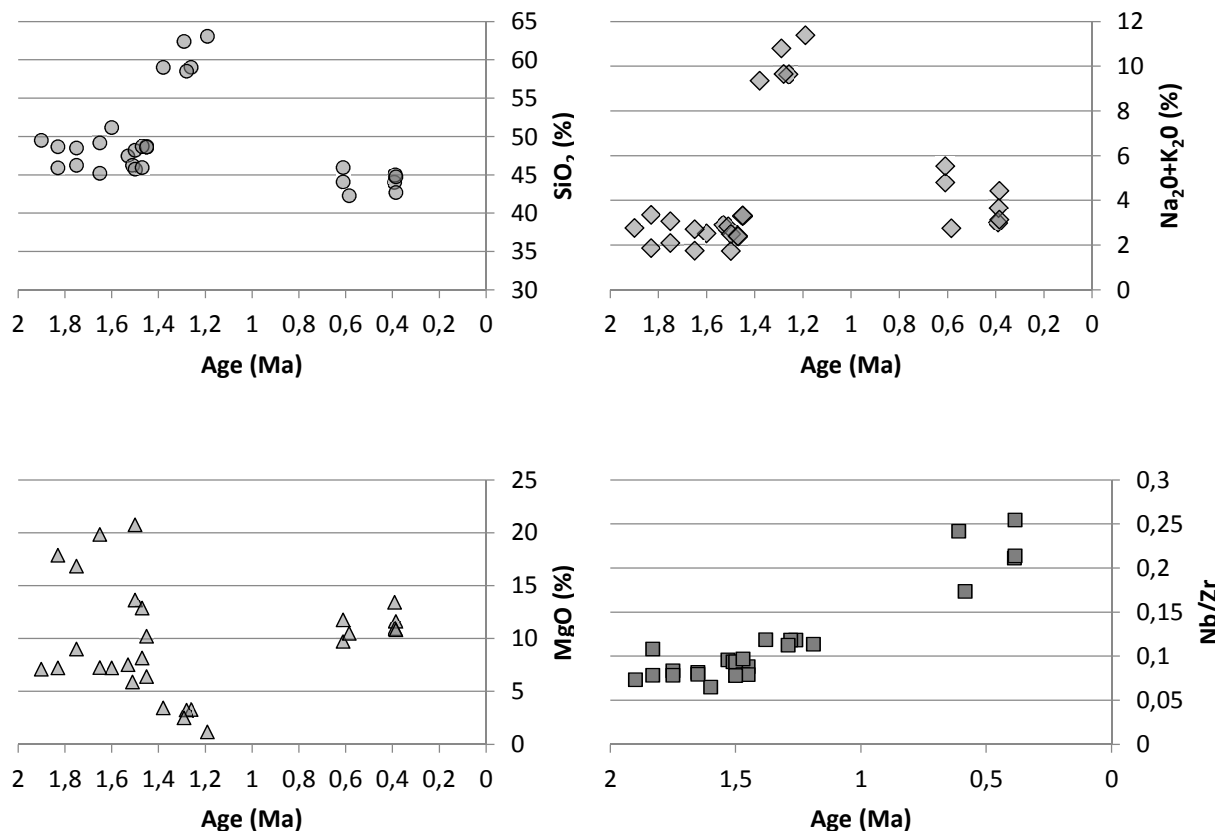 65
60
55
50
45
40
35
30
SiO₂ (%)
2 1,8 1,6 1,4 1,2 1 0,8 0,6 0,4 0,2 0
Age (Ma)
12
10
8
6
4
2
0
Na₂0+K₂0 (%)
2 1,8 1,6 1,4 1,2 1 0,8 0,6 0,4 0,2 0
Age (Ma)
25
20
15
10
5
0
MgO (%)
2 1,8 1,6 1,4 1,2 1 0,8 0,6 0,4 0,2 0
Age (Ma)
0,3
0,25
0,2
0,15
0,1
0,05
0
Nb/Zr
2 1,5 1 0,5 0
Age (Ma)